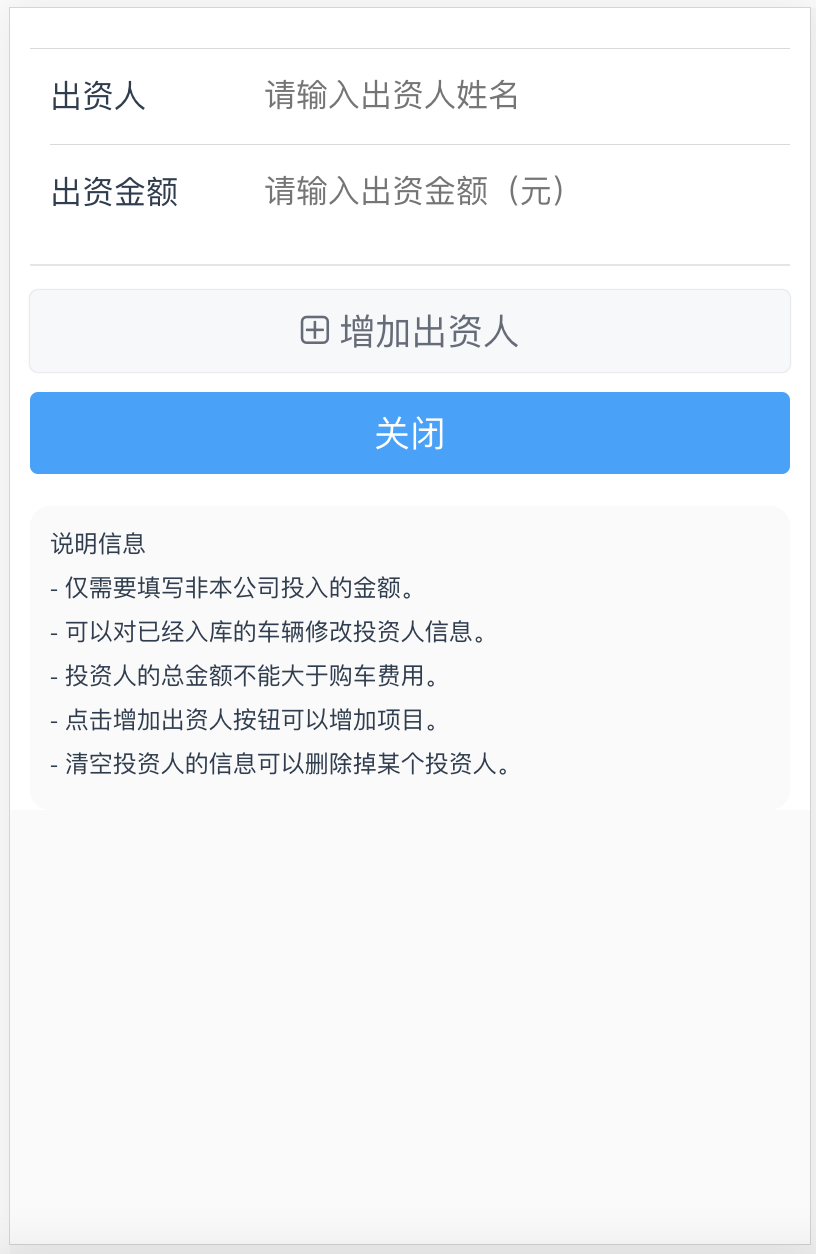 出资人 请输入出资人姓名
出资金额 请输入出资金额（元）
增加出资人
关闭
说明信息
- 仅需要填写非本公司投入的金额。
- 可以对已经入库的车辆修改投资人信息。
- 投资人的总金额不能大于购车费用。
- 点击增加出资人按钮可以增加项目。
- 清空投资人的信息可以删除掉某个投资人。